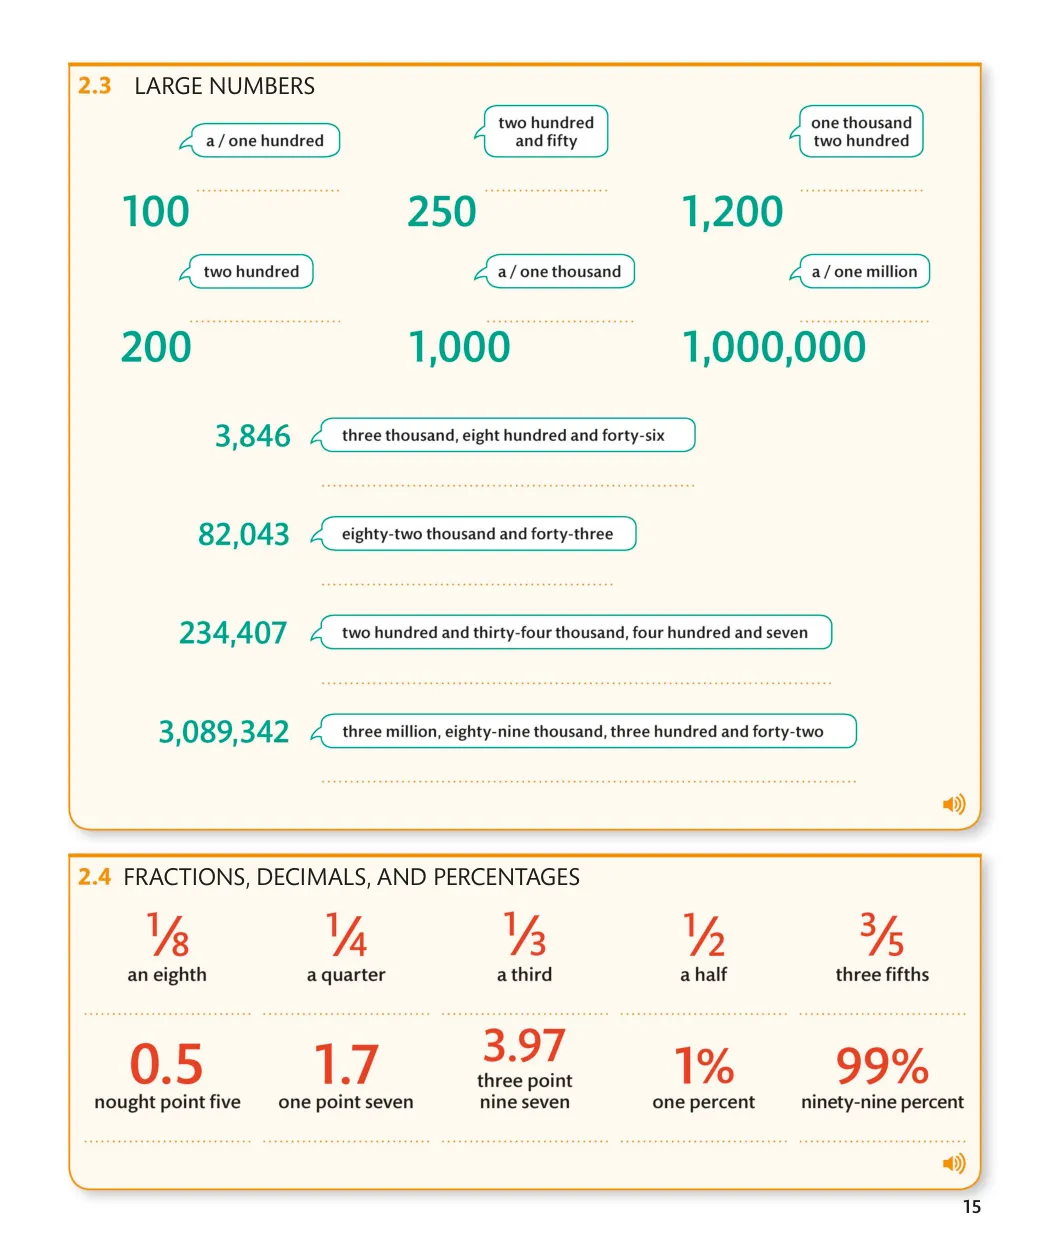 2.3 LARGE NUMBERS
a / one hundred
100
two hundred
and fifty
250
one thousand
two hundred
1,200
two hundred
200
a / one thousand
1,000
a / one million
1,000,000
3,846 three thousand, eight hundred and forty-six
82,043 eighty-two thousand and forty-three
234,407 two hundred and thirty-four thousand, four hundred and seven
3,089,342 three million, eighty-nine thousand, three hundred and forty-two
2.4 FRACTIONS, DECIMALS, AND PERCENTAGES
1/8
an eighth
1/4
a quarter
1/3
a third
1/2
a half
3/5
three fifths
0.5
nought point five
1.7
one point seven
3.97
three point
nine seven
1%
one percent
99%
ninety-nine percent
15